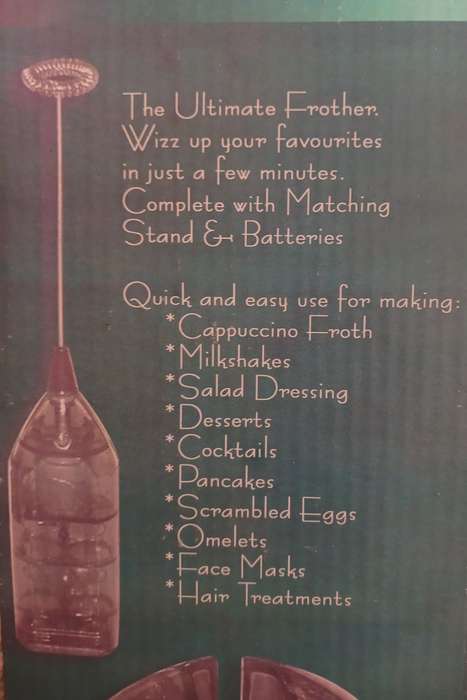 The Ultimate Frother.
Wizz up your favourites
in just a few minutes.
Complete with Matching
Stand & Batteries
Quick and easy use for making:
*Cappuccino Froth
*Milkshakes
*Salad Dressing
*Desserts
*Cocktails
*Pancakes
*Scrambled Eggs
*Omelets
*Face Masks
*Hair Treatments